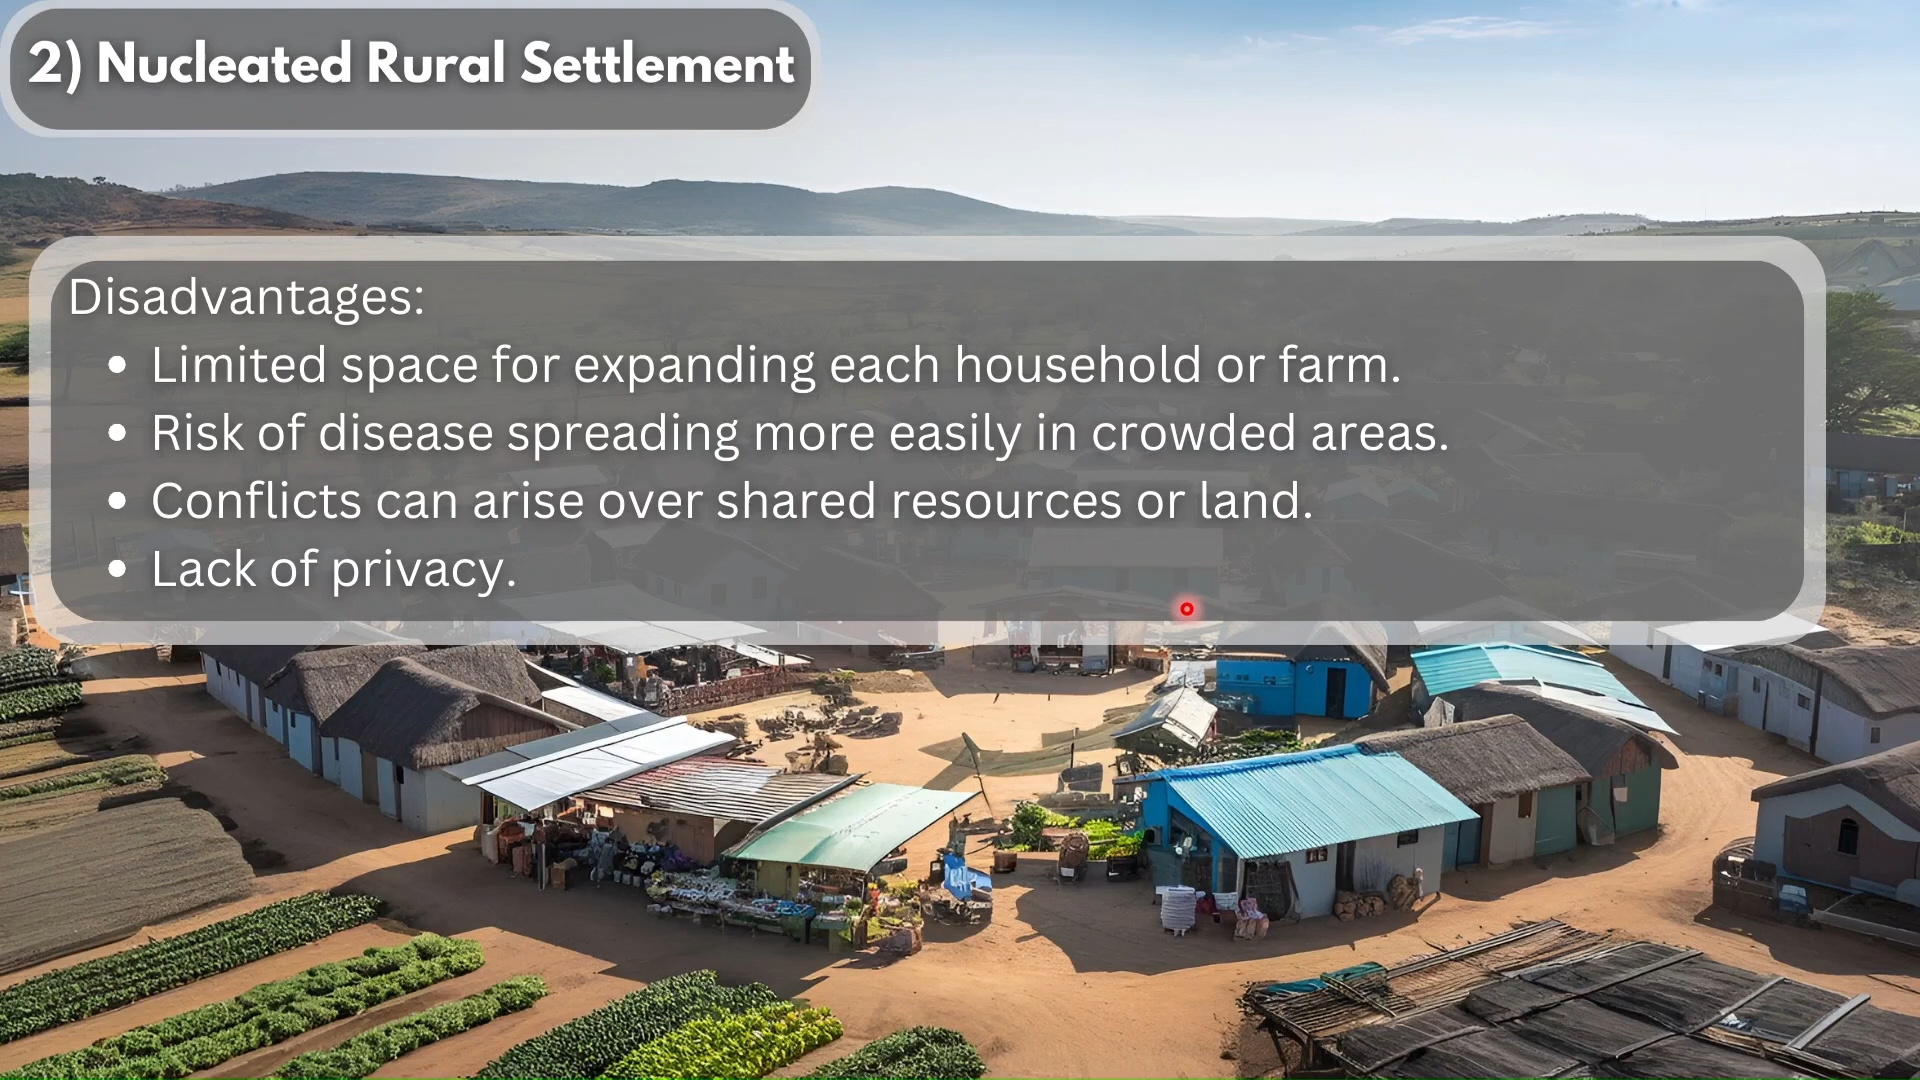 2) Nucleated Rural Settlement
Disadvantages:
• Limited space for expanding each household or farm.
• Risk of disease spreading more easily in crowded areas.
• Conflicts can arise over shared resources or land.
• Lack of privacy.